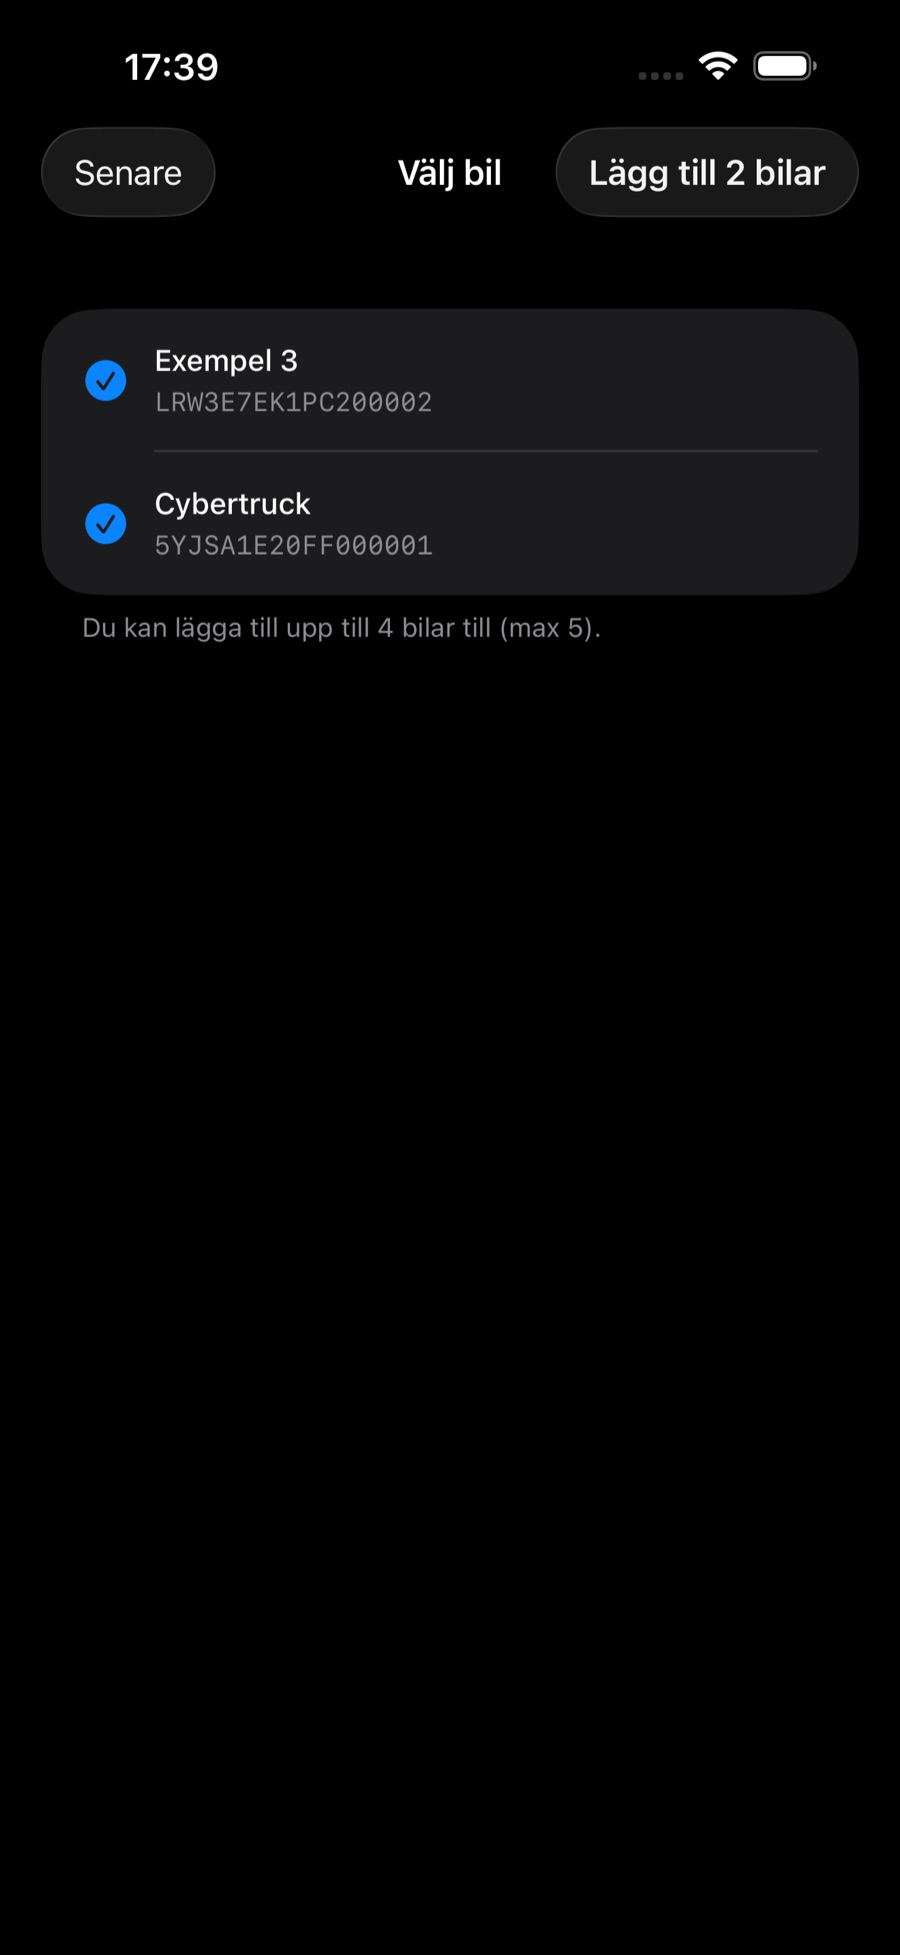 17:39
Senare
Välj bil
Lägg till 2 bilar
Exempel 3
LRW3E7EK1PC200002
Cybertruck
5YJSA1E20FF000001
Du kan lägga till upp till 4 bilar till (max 5).